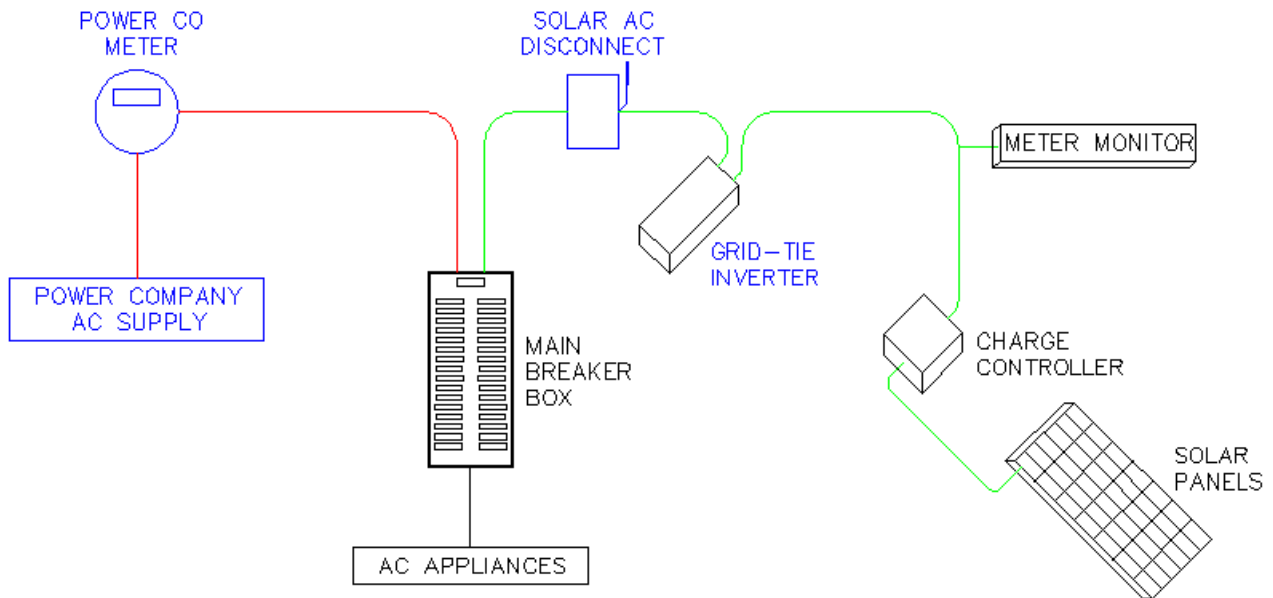 POWER CO
METER
SOLAR AC
DISCONNECT
METER MONITOR
GRID-TIE
INVERTER
POWER COMPANY
AC SUPPLY
MAIN
BREAKER
BOX
CHARGE
CONTROLLER
SOLAR
PANELS
AC APPLIANCES